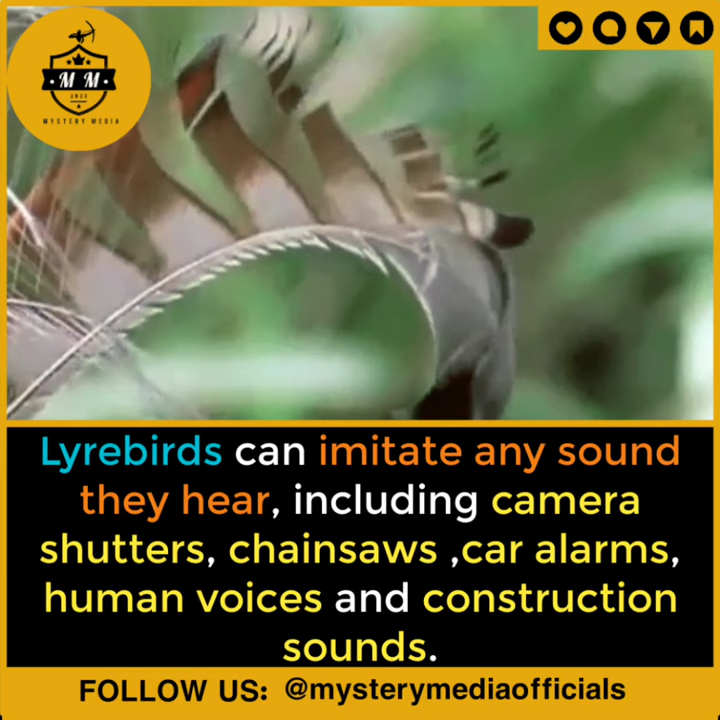 M M
MYSTERY MEDIA
Lyrebirds can imitate any sound
they hear, including camera
shutters, chainsaws ,car alarms,
human voices and construction
sounds.
FOLLOW US: @mysterymediaofficials